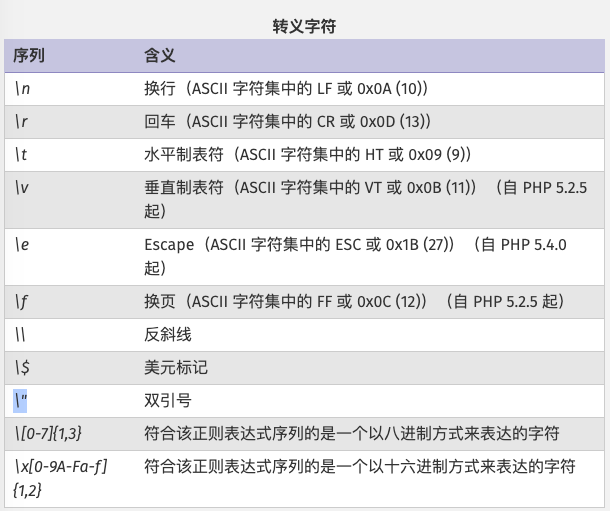 转义字符
序列 含义
\n 换行（ASCII 字符集中的 LF 或 0x0A (10)）
\r 回车（ASCII 字符集中的 CR 或 0x0D (13)）
\t 水平制表符（ASCII 字符集中的 HT 或 0x09 (9)）
\v 垂直制表符（ASCII 字符集中的 VT 或 0x0B (11)）（自 PHP 5.2.5
起）
\e Escape（ASCII 字符集中的 ESC 或 0x1B (27)）（自 PHP 5.4.0
起）
\f 换页（ASCII 字符集中的 FF 或 0x0C (12)）（自 PHP 5.2.5 起）
\\ 反斜线
\$ 美元标记
\" 双引号
\[0-7]{1,3} 符合该正则表达式序列的是一个以八进制方式来表达的字符
\x[0-9A-Fa-f] 符合该正则表达式序列的是一个以十六进制方式来表达的字符
{1,2}